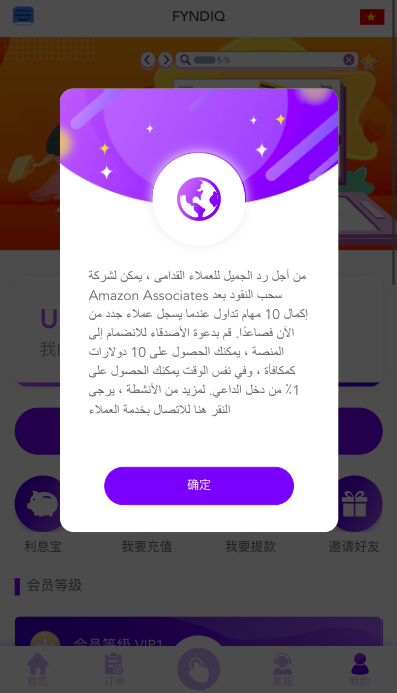 FYNDIQ
من أجل رد الجميل للعملاء القدامى ، يمكن لشركة
Amazon Associates سحب النقود بعد
إكمال 10 مهام تداول عندما يسجل عملاء جدد من
الآن فصاعدًا. قم بدعوة الأصدقاء للانضمام إلى
المنصة ، يمكنك الحصول على 10 دولارات
كمكافأة ، وفي نفس الوقت يمكنك الحصول على
1٪ من دخل الداعي. لمزيد من الأنشطة ، يرجى
النقر هنا للاتصال بخدمة العملاء
确定
利息宝
我要充值
我要提款
邀请好友
会员等级
会员等级 VIP1
首页
订单
客服
我的